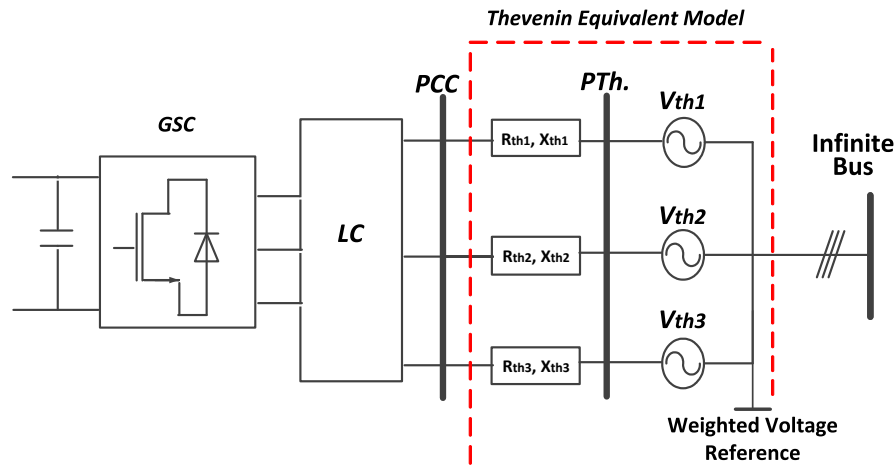 Thevenin Equivalent Model
PCC
PTh.
GSC
Vth1
Rth1, Xth1
Infinite
Bus
Vth2
LC
Rth2, Xth2
Vth3
Rth3, Xth3
Weighted Voltage
Reference